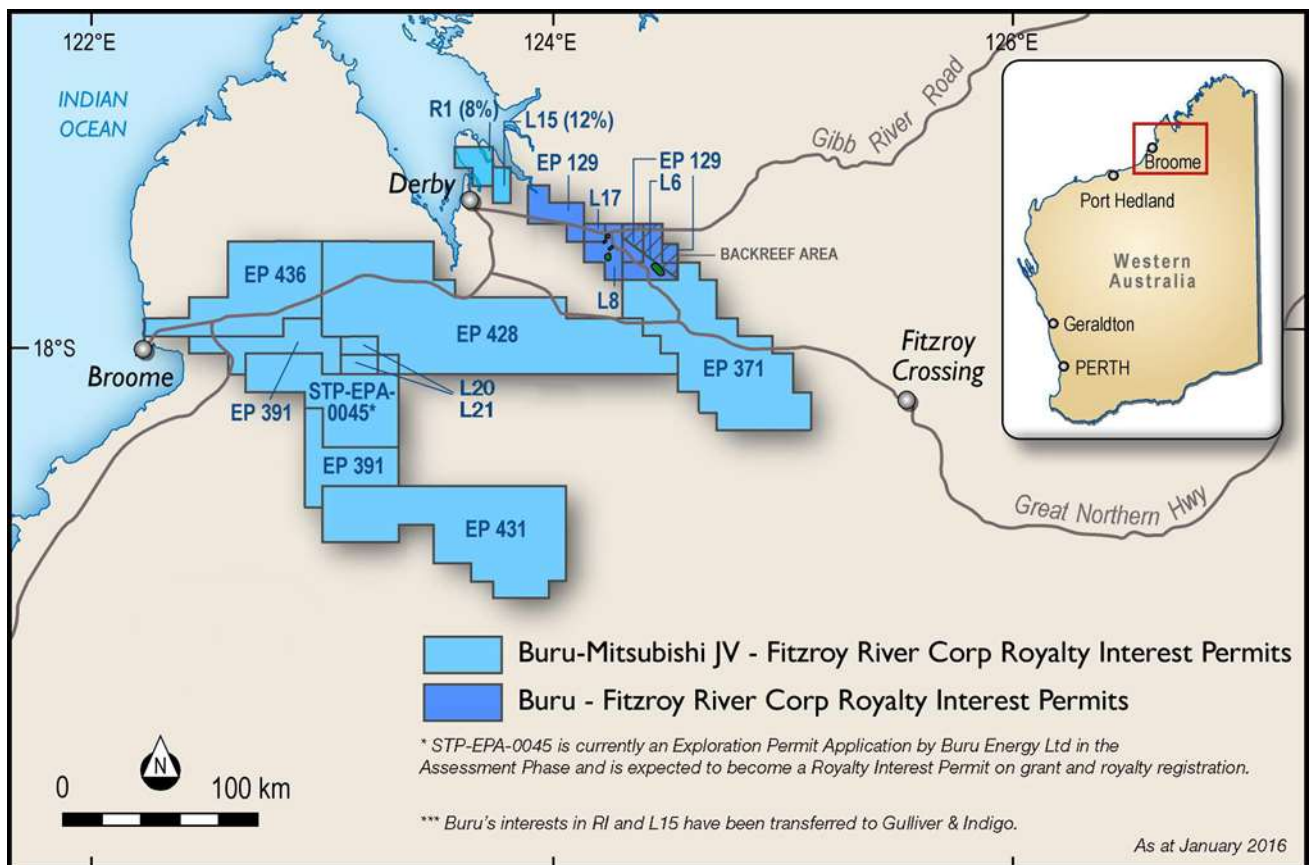 122°E
124°E
126°E
INDIAN
OCEAN
R1 (8%)
L15 (12%)
Gibb River Road
EP 129
EP 129
L6
Derby
L17
BACKREEF AREA
EP 436
L8
EP 428
18°S
Broome
EP 371
Fitzroy
Crossing
EP 391
STP-EPA-
0045*
L20
L21
EP 391
EP 431
Great Northern Hwy
Broome
Port Hedland
Western
Australia
Geraldton
PERTH
Buru-Mitsubishi JV - Fitzroy River Corp Royalty Interest Permits
Buru - Fitzroy River Corp Royalty Interest Permits
* STP-EPA-0045 is currently an Exploration Permit Application by Buru Energy Ltd in the
Assessment Phase and is expected to become a Royalty Interest Permit on grant and royalty registration.
N
0 100 km
*** Buru's interests in RI and L15 have been transferred to Gulliver & Indigo.
As at January 2016